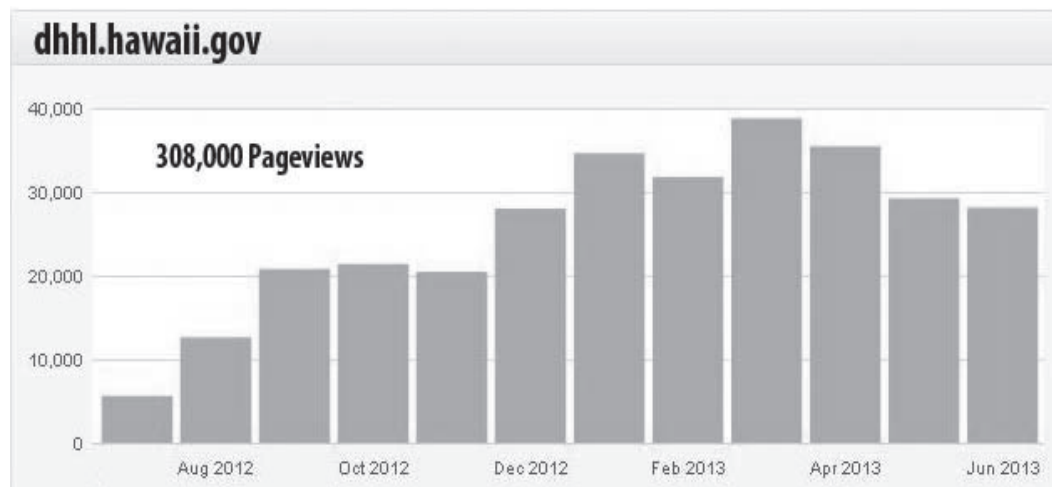 dhhl.hawaii.gov
308,000 Pageviews
40,000
30,000
20,000
10,000
0
Aug 2012 Oct 2012 Dec 2012 Feb 2013 Apr 2013 Jun 2013